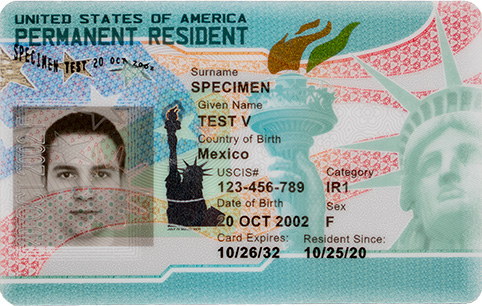 UNITED STATES OF AMERICA
PERMANENT RESIDENT
SPECIMEN TEST 20 OCT 2002
Surname
SPECIMEN
Given Name
TEST V
Country of Birth
Mexico
USCIS# Category
123-456-789 IR1
Date of Birth Sex
20 OCT 2002 F
Card Expires: Resident Since:
10/26/32 10/25/20